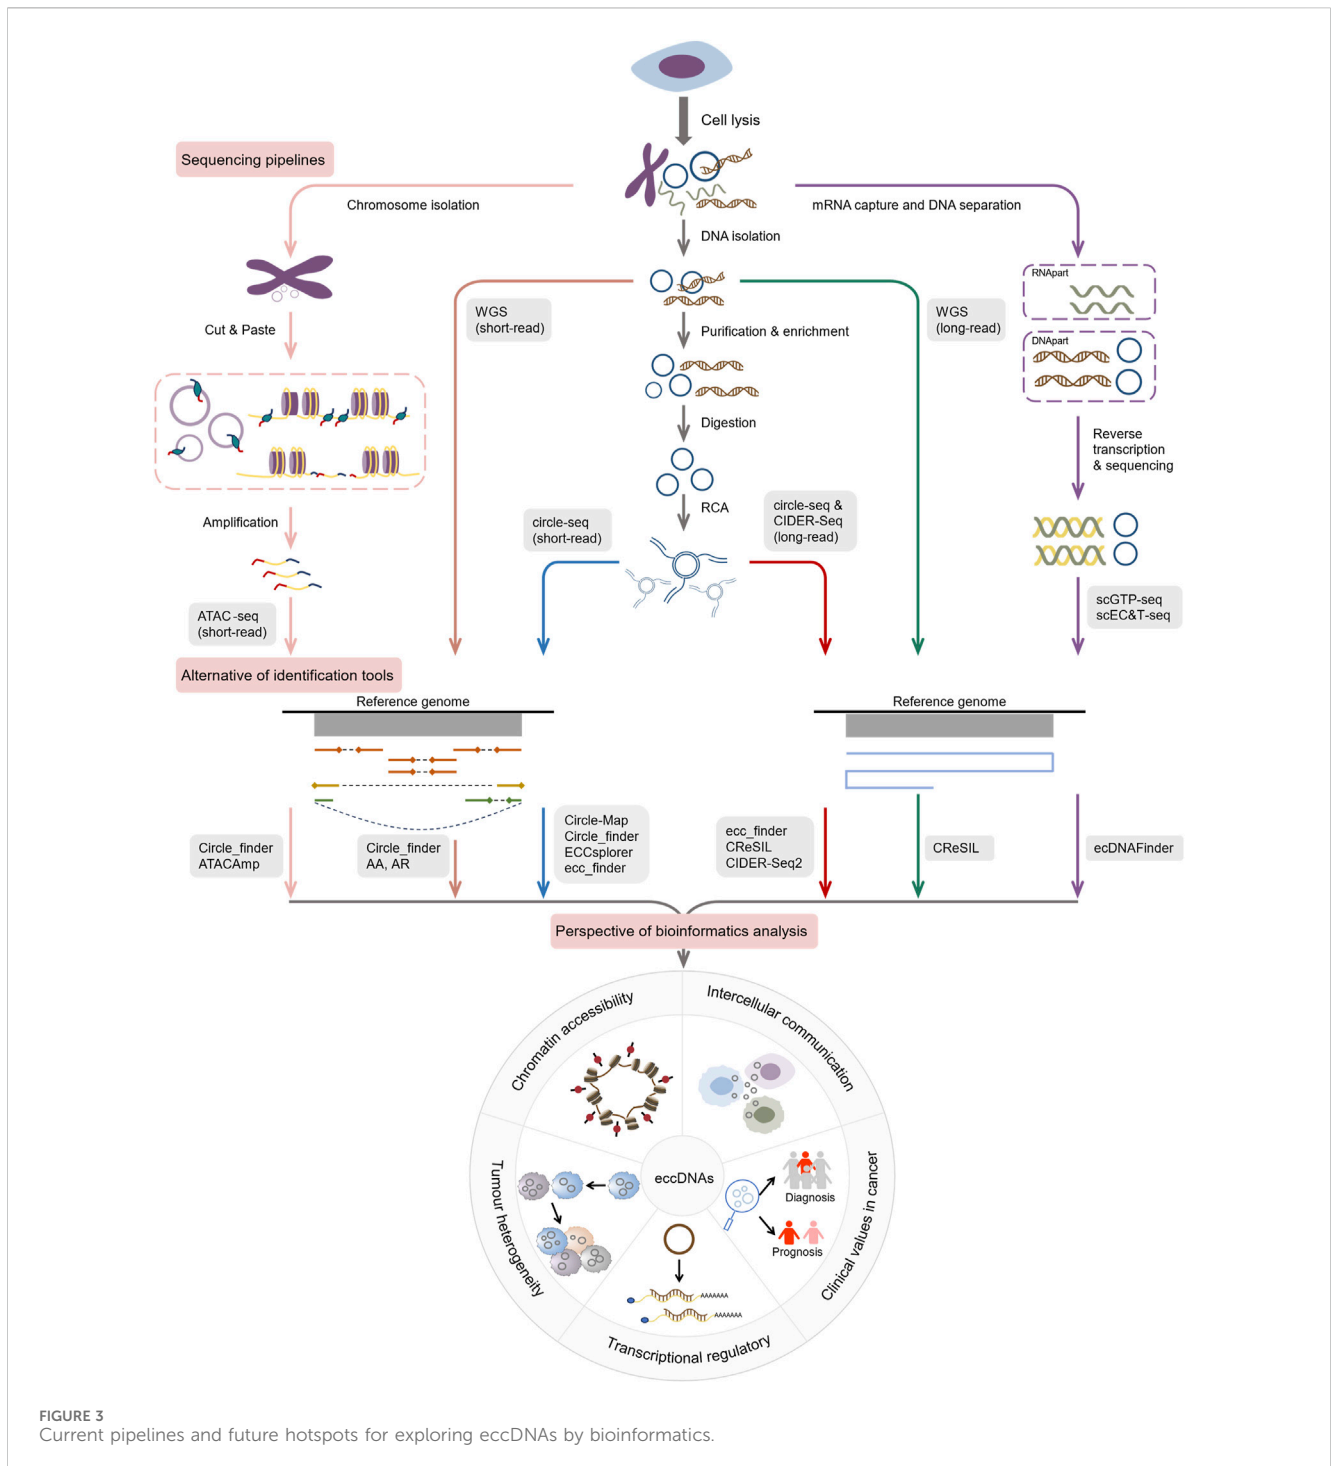 Cell lysis
Sequencing pipelines
Chromosome isolation
mRNA capture and DNA separation
DNA isolation
RNApart
WGS
(short-read)
WGS
(long-read)
Cut & Paste
Purification & enrichment
DNApart
Digestion
Reverse
transcription
& sequencing
RCA
circle-seq
(short-read)
circle-seq &
CIDER-Seq
(long-read)
Amplification
ATAC-seq
(short-read)
scGTP-seq
scEC&T-seq
Alternative of identification tools
Reference genome
Reference genome
Circle_finder
ATACAmp
Circle_finder
AA, AR
Circle-Map
Circle_finder
ECCsplorer
ecc_finder
ecc_finder
CReSIL
CIDER-Seq2
CReSIL
ecDNAFinder
Perspective of bioinformatics analysis
Chromatin accessibility
Intercellular communication
Tumour heterogeneity
eccDNAs
Clinical values in cancer
Diagnosis
Prognosis
AAAAAAA
AAAAAAA
Transcriptional regulatory
FIGURE 3
Current pipelines and future hotspots for exploring eccDNAs by bioinformatics.